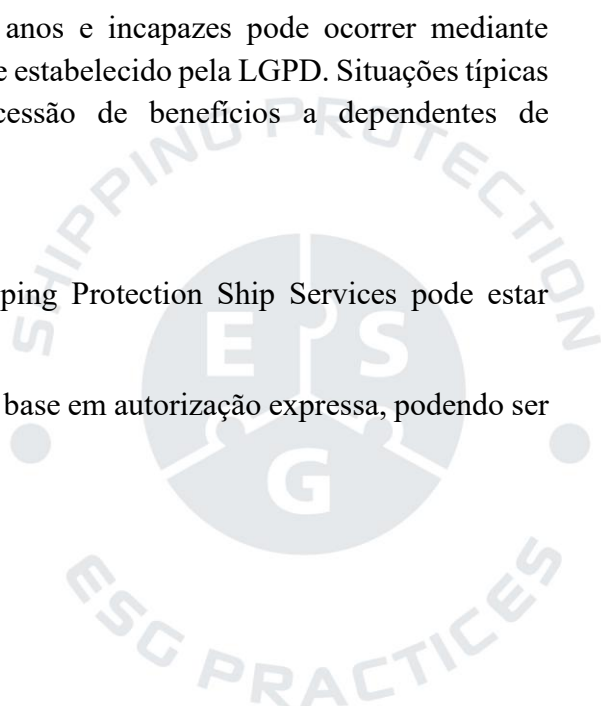 anos e incapazes pode ocorrer mediante
e estabelecido pela LGPD. Situações típicas
cessão de benefícios a dependentes de
SHIPPING PROTECTION
ping Protection Ship Services pode estar
E S
G
base em autorização expressa, podendo ser
ESG PRACTICES